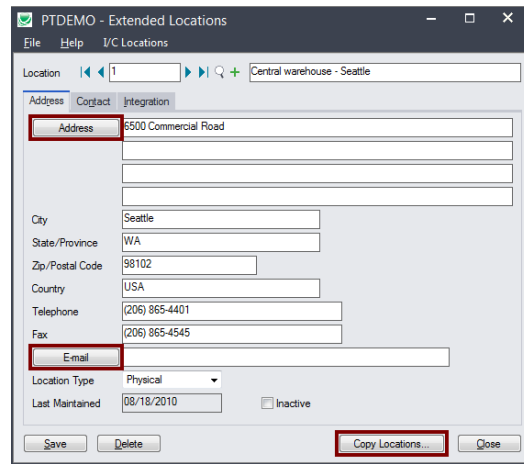 PTDEMO - Extended Locations
File Help I/C Locations
Location 1 Central warehouse - Seattle
Address Contact Integration
Address 6500 Commercial Road
City Seattle
State/Province WA
Zip/Postal Code 98102
Country USA
Telephone (206) 865-4401
Fax (206) 865-4545
E-mail
Location Type Physical
Last Maintained 08/18/2010 Inactive
Save Delete Copy Locations... Close